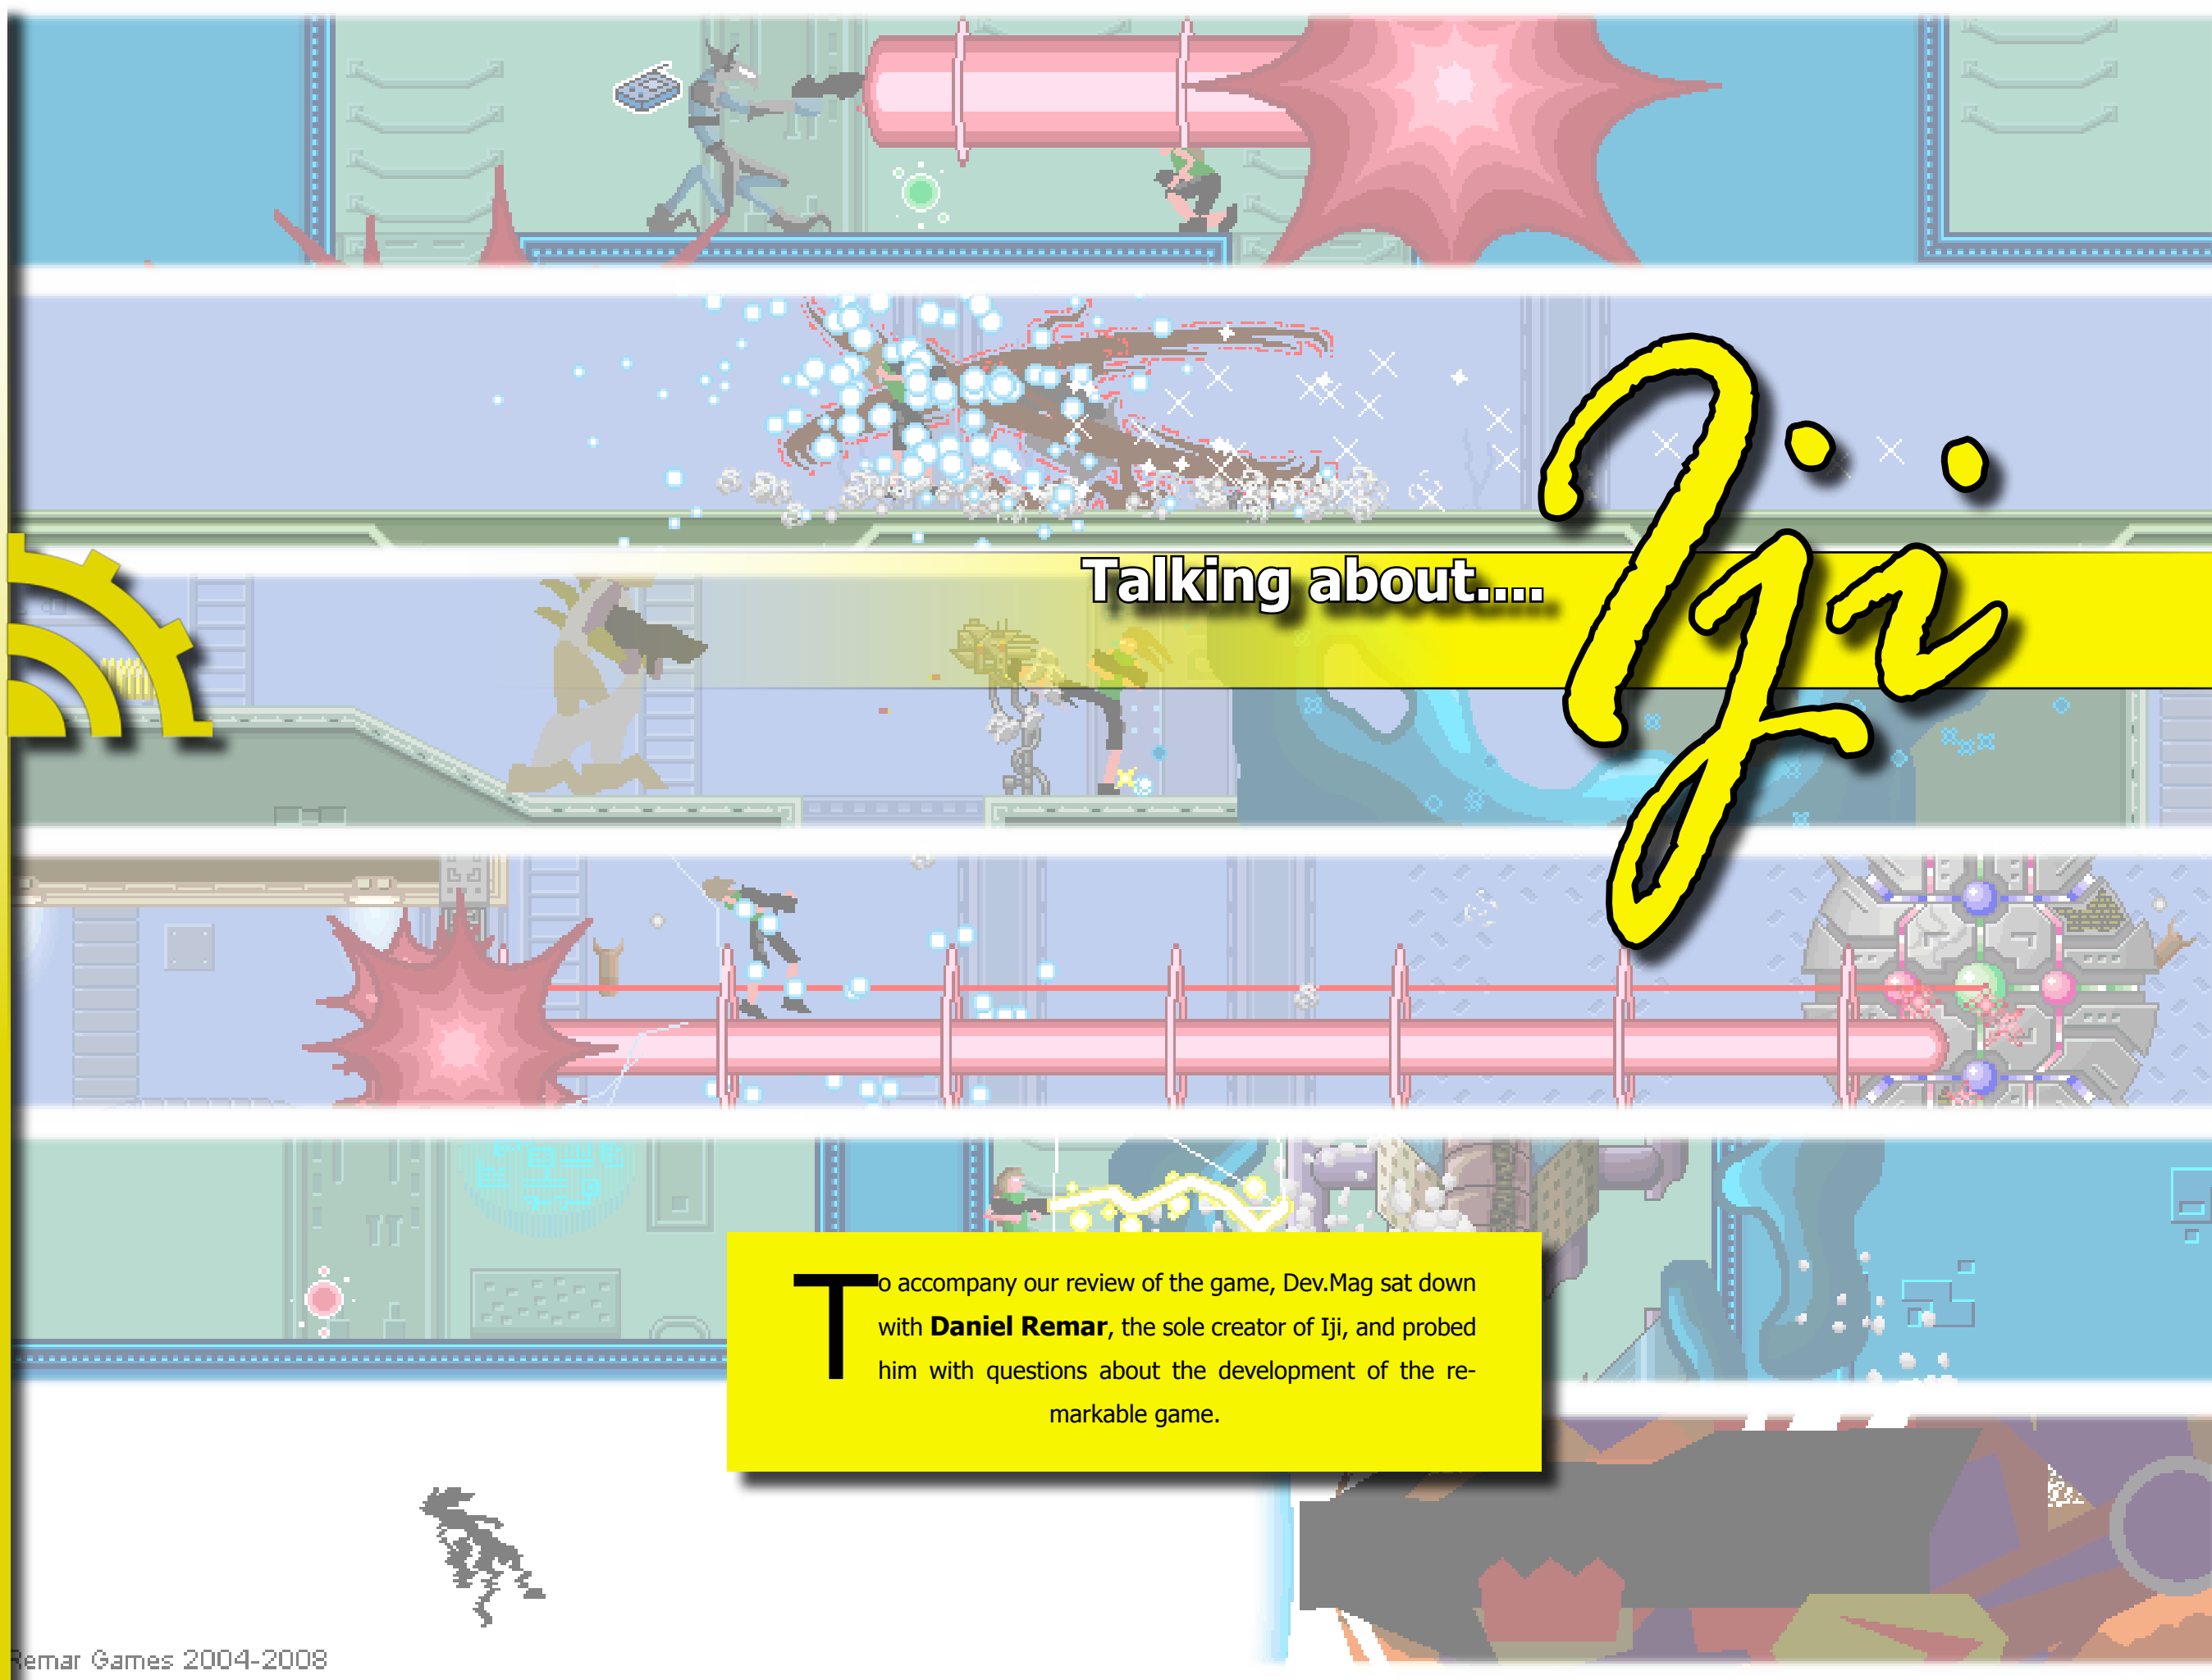 Talking about....
Iji
To accompany our review of the game, Dev.Mag sat down
with Daniel Remar, the sole creator of Iji, and probed
him with questions about the development of the re-
markable game.
Remar Games 2004-2008